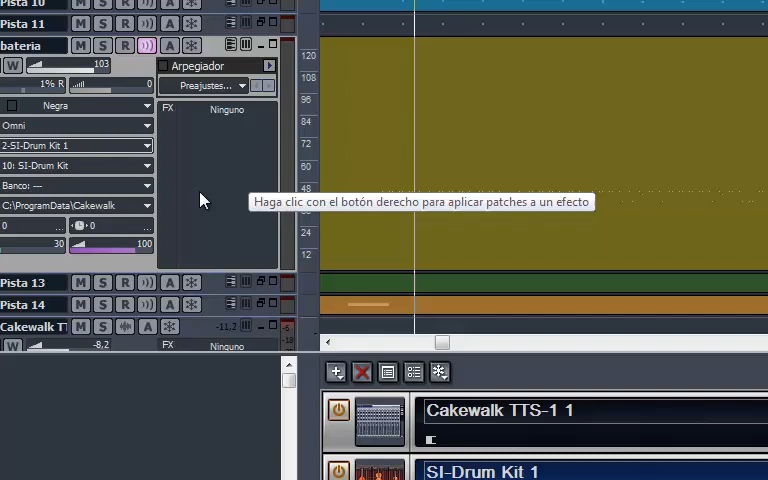 Pista 10 M S R A
Pista 11 M S R A
bateria M S R A
W 103 Arpegiador
1% R 0 Preajustes...
Negra FX Ninguno
Omni
2-SI-Drum Kit 1
10: SI-Drum Kit
Banco: ---
C:\ProgramData\Cakewalk
0 0
30 100
120
108
96
84
72
60
48
24
12
Haga clic con el botón derecho para aplicar patches a un efecto
Pista 13 M S R A
Pista 14 M S R A
Cakewalk TT M S A -11,2 -6
-18
W -8,2 FX Ninguno
Cakewalk TTS-1 1
SI-Drum Kit 1